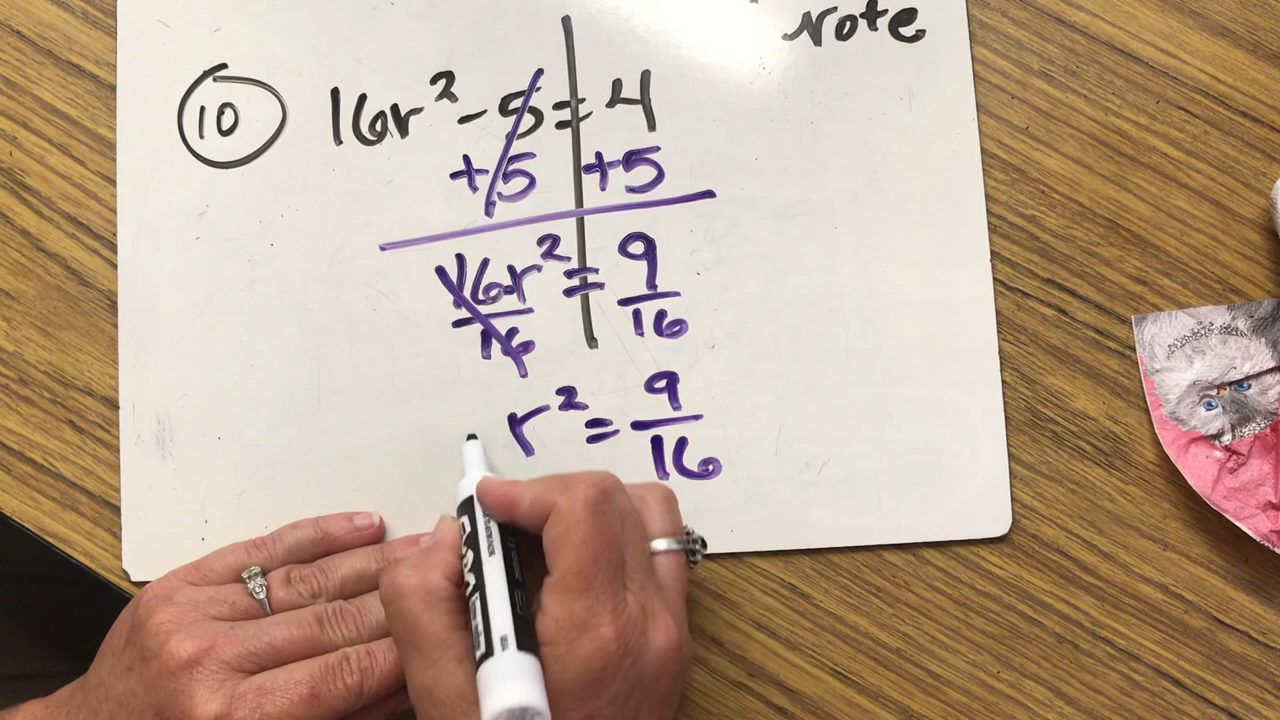 Note
10 16r² - 5 = 4
+5 +5
16r² = 9
16 16
r² = 9
16